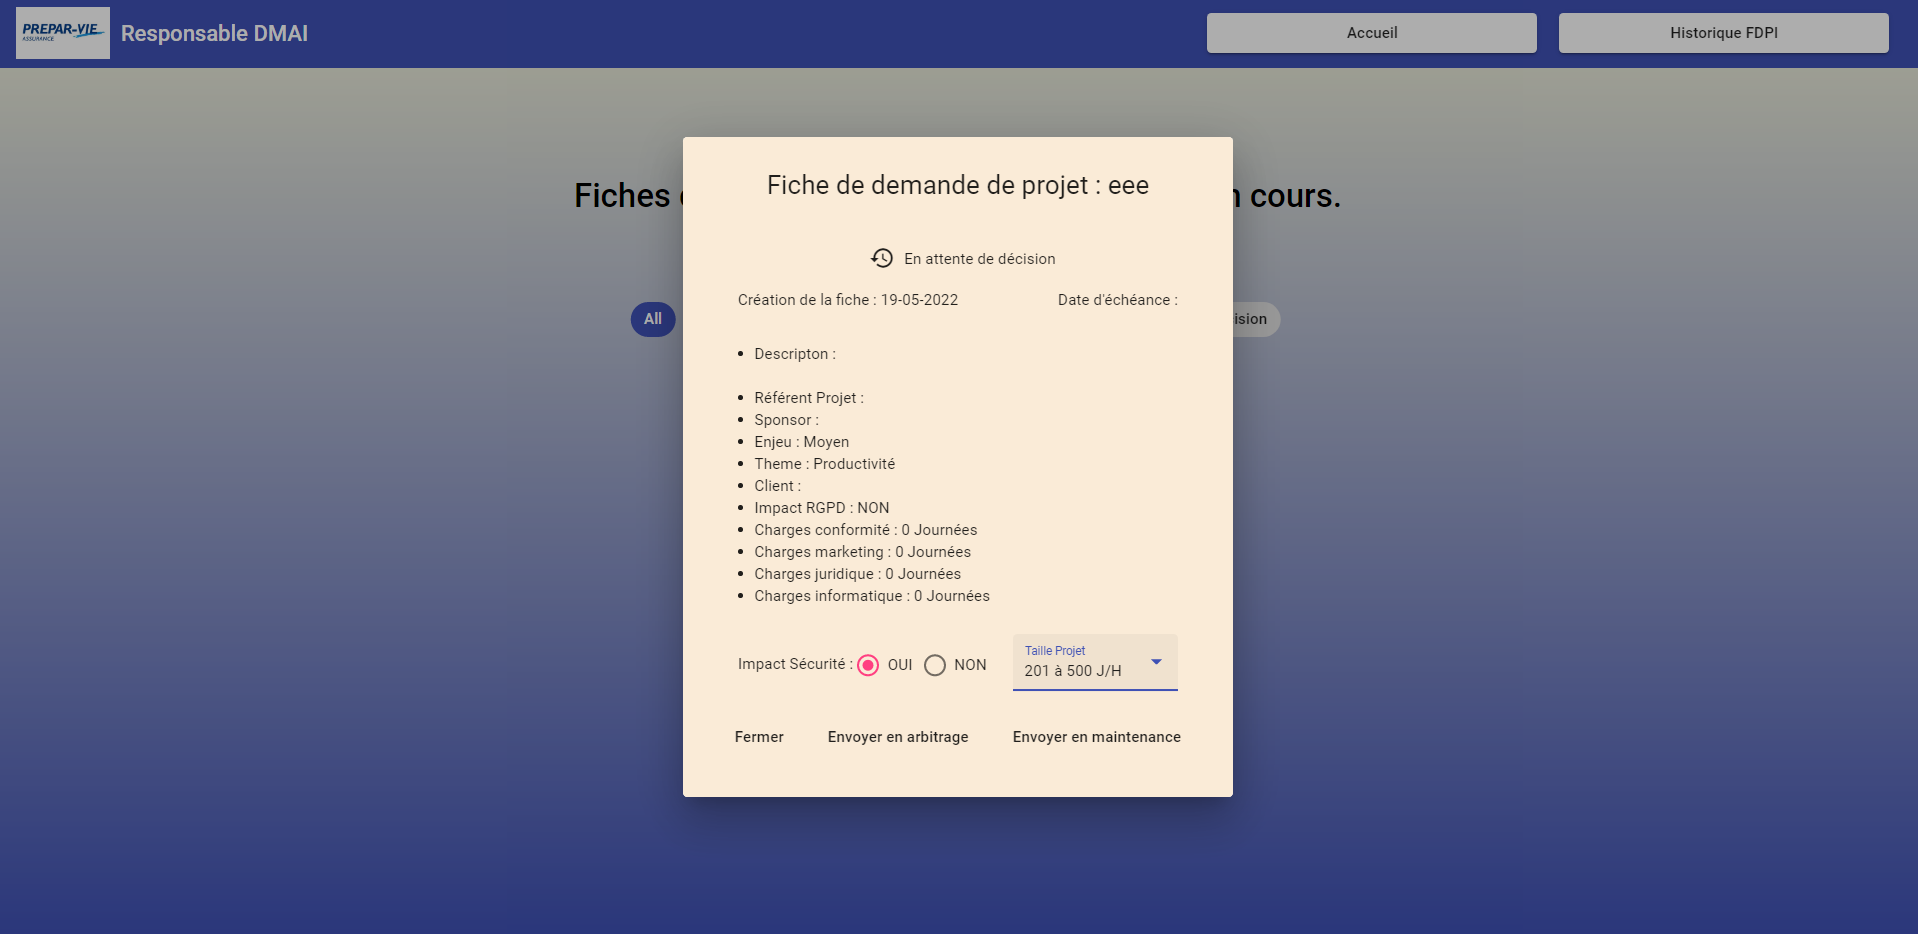 PREPAR-VIE
ASSURANCE
Responsable DMAI
Accueil
Historique FDPI
Fiches
n cours.
All
ision
Fiche de demande de projet : eee
En attente de décision
Création de la fiche : 19-05-2022
Date d'échéance :
Descripton :
Référent Projet :
Sponsor :
Enjeu : Moyen
Theme : Productivité
Client :
Impact RGPD : NON
Charges conformité : 0 Journées
Charges marketing : 0 Journées
Charges juridique : 0 Journées
Charges informatique : 0 Journées
Impact Sécurité : OUI NON
Taille Projet
201 à 500 J/H
Fermer
Envoyer en arbitrage
Envoyer en maintenance